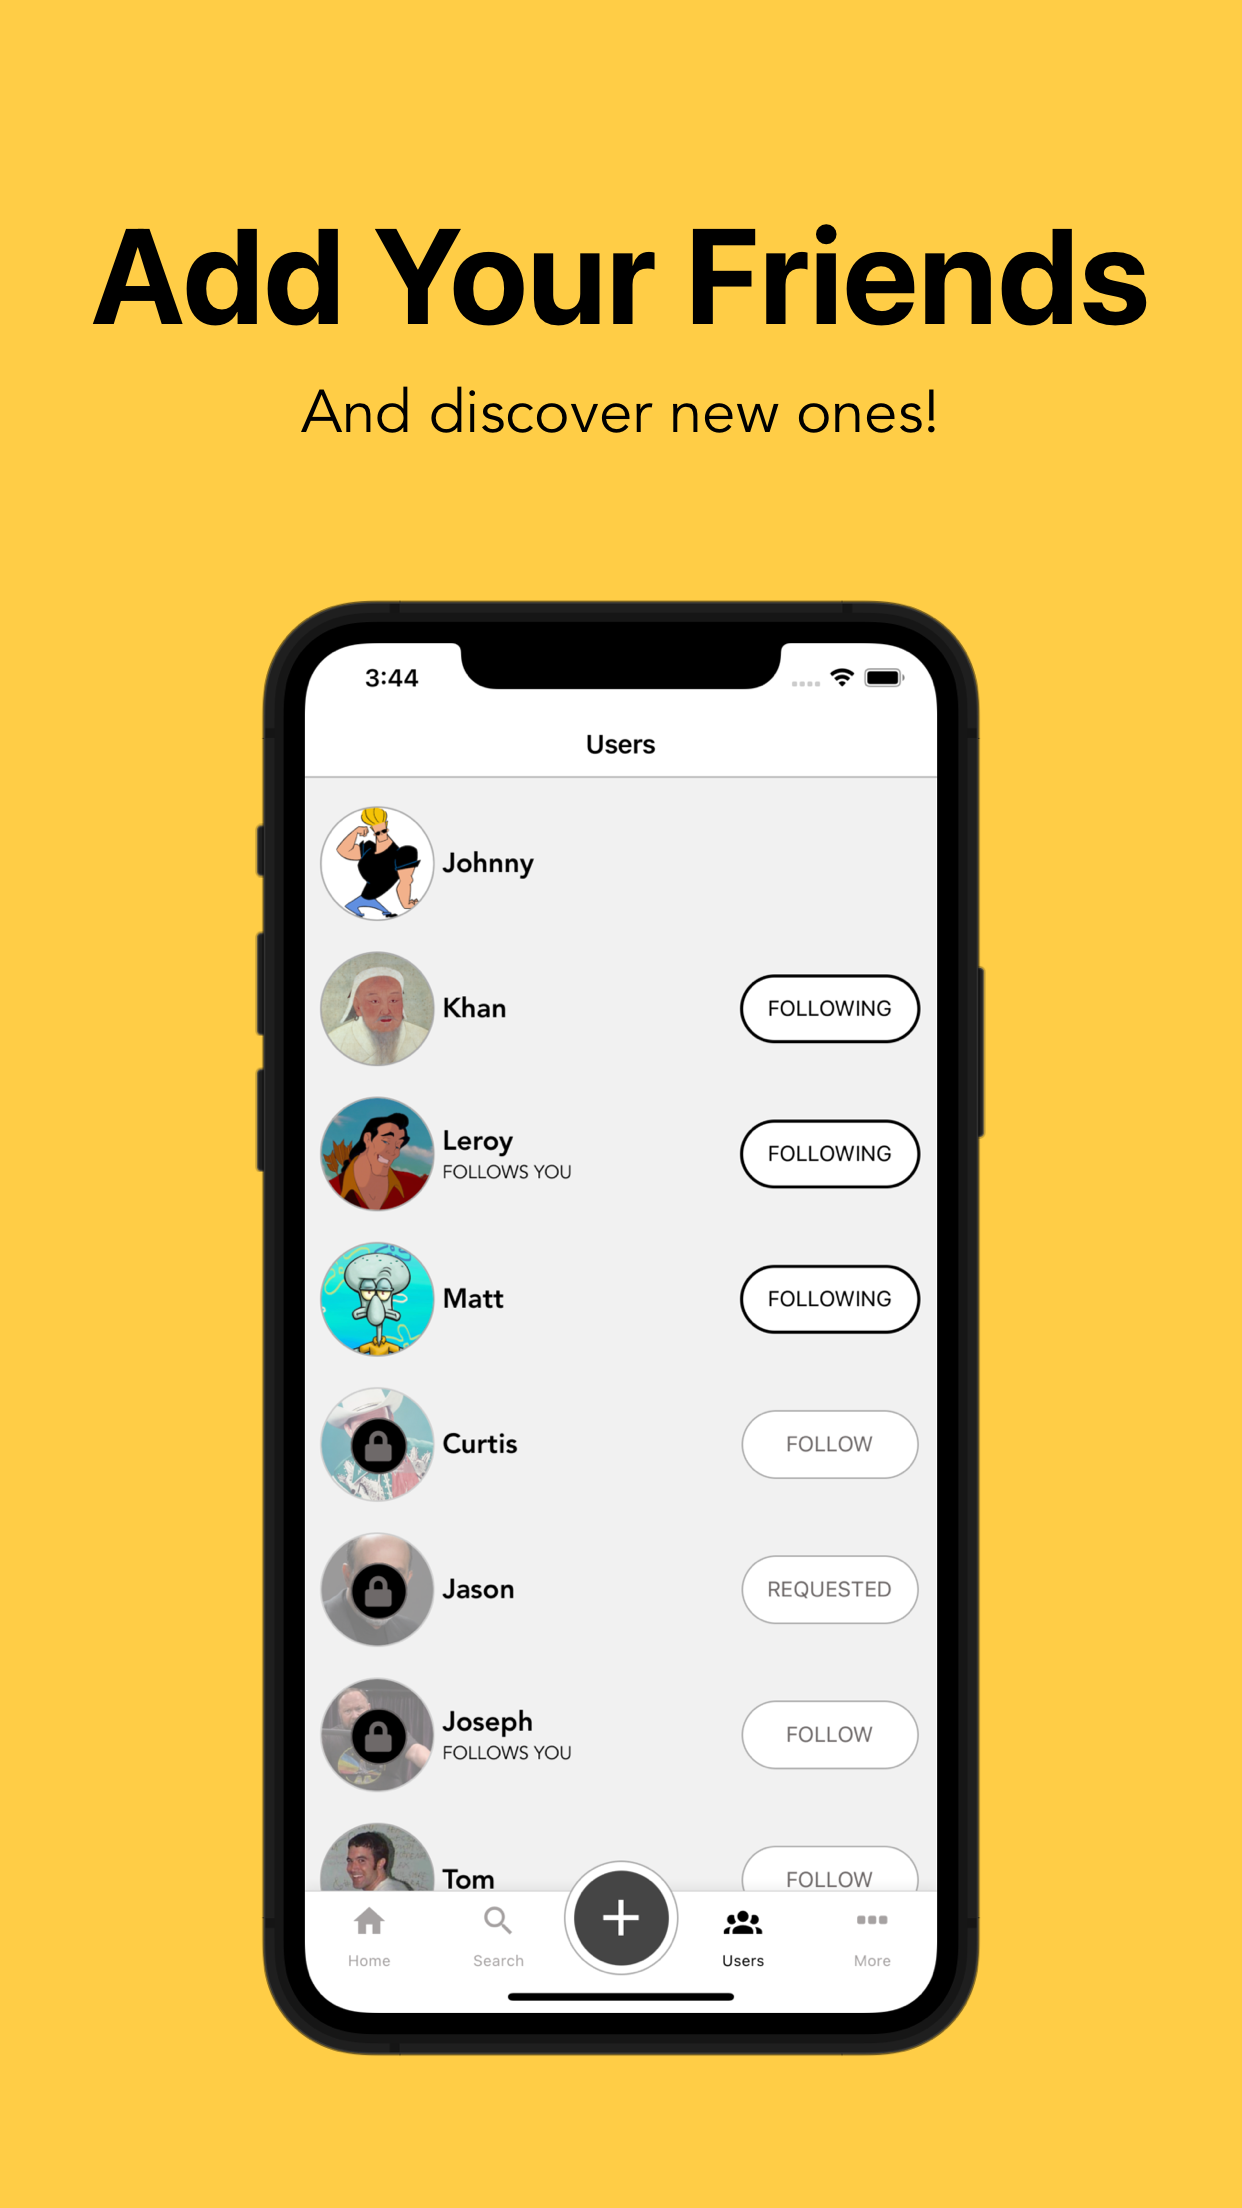 Add Your Friends
And discover new ones!
3:44
Users
Johnny
Khan
FOLLOWING
Leroy
FOLLOWS YOU
FOLLOWING
Matt
FOLLOWING
Curtis
FOLLOW
Jason
REQUESTED
Joseph
FOLLOWS YOU
FOLLOW
Tom
FOLLOW
Home
Search
Users
More